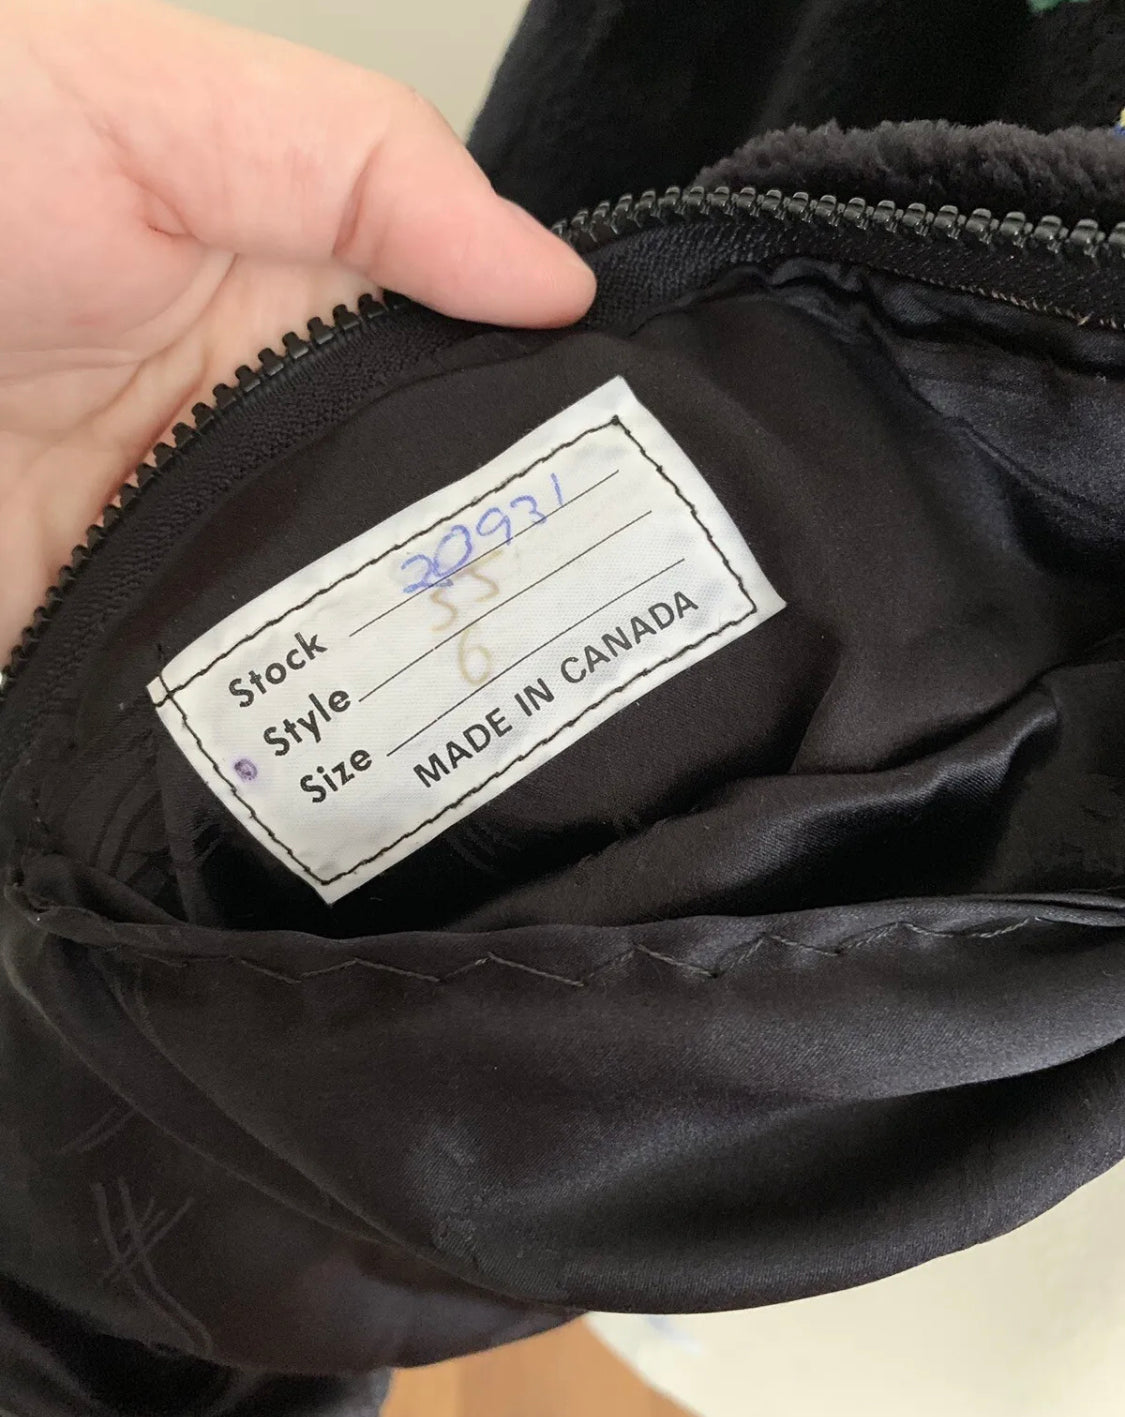 Stock 20931
Style 55
Size 6
MADE IN CANADA